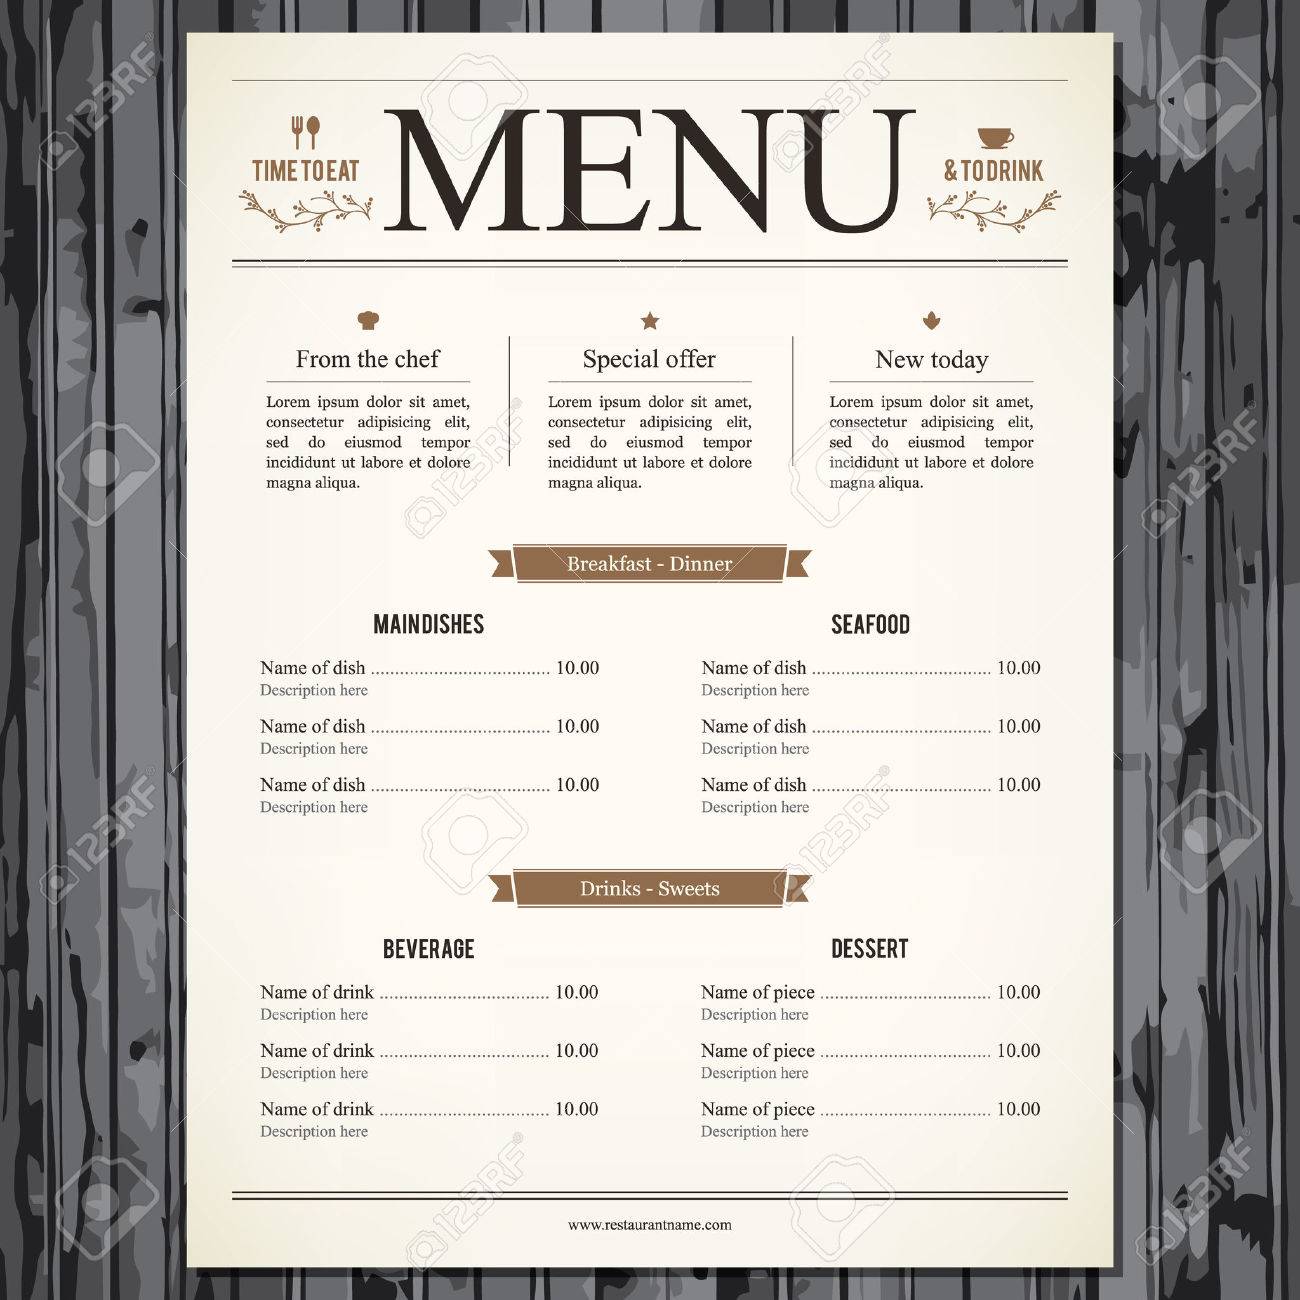 MENU
TIME TO EAT
& TO DRINK
From the chef
Lorem ipsum sit amet,
consectetur adipisicing elit,
sed do eiusmod tempor
incididunt ut labore et dolore
magna aliqua.
Special offer
Lorem ipsum dolor sit amet,
consectetur adipisicing elit,
sed do eiusmod tempor
incididunt ut labore et dolore
magna aliqua.
New today
Lorem ipsum dolor sit amet,
consectetur adipisicing elit,
sed do eiusmod tempor
incididunt ut labore et dolore
magna aliqua.
Breakfast - Dinner
MAIN DISHES
Name of dish ........................................ 10.00
Description here
Name of dish ........................................ 10.00
Description here
Name of dish ........................................ 10.00
Description here
SEAFOOD
Name of dish ........................................ 10.00
Description here
Name of dish ........................................ 10.00
Description here
Name of dish ........................................ 10.00
Description here
Drinks - Sweets
BEVERAGE
Name of drink ...................................... 10.00
Description here
Name of drink ...................................... 10.00
Description here
Name of drink ...................................... 10.00
Description here
DESSERT
Name of piece ...................................... 10.00
Description here
Name of piece ...................................... 10.00
Description here
Name of piece ...................................... 10.00
Description here
www.restaurantname.com
123RF